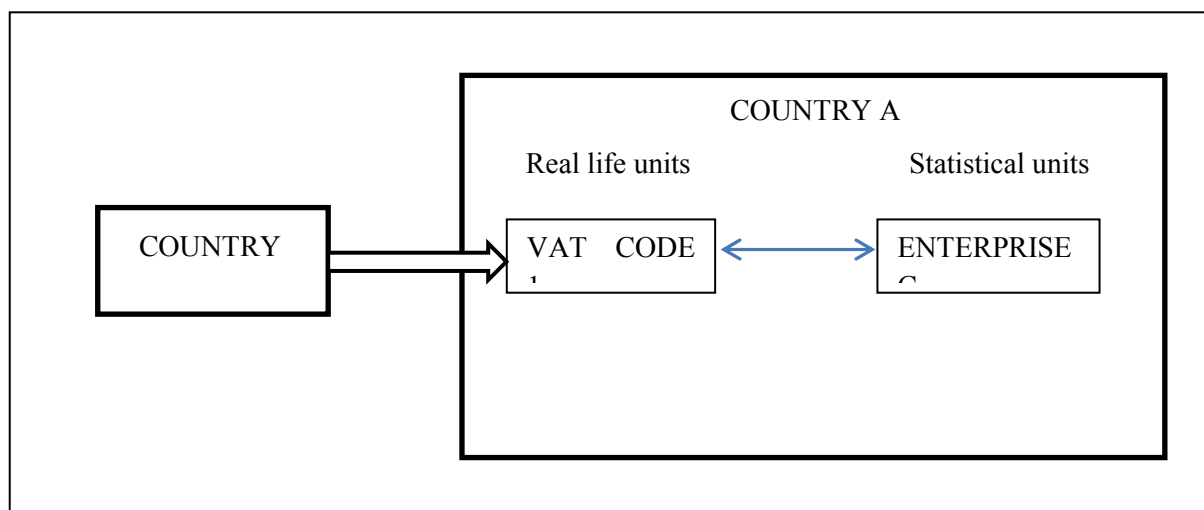 COUNTRY A
Real life units
Statistical units
COUNTRY
VAT CODE
ENTERPRISE